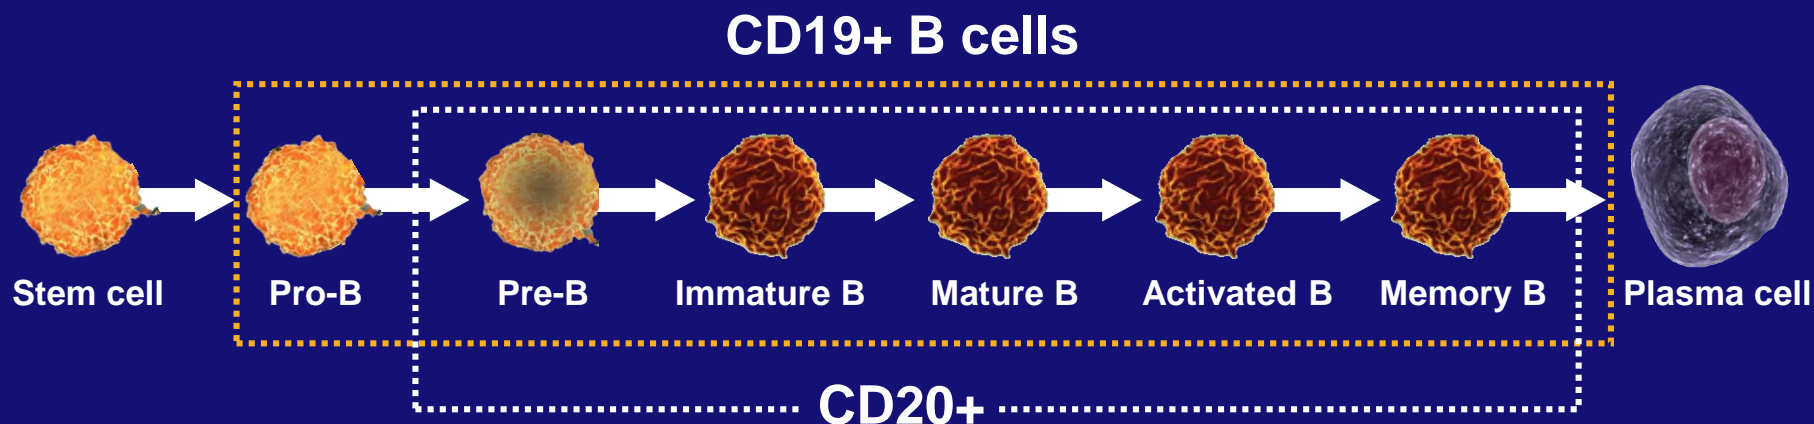 CD19+ B cells
Stem cell
Pro-B
Pre-B
Immature B
Mature B
Activated B
Memory B
Plasma cell
CD20+